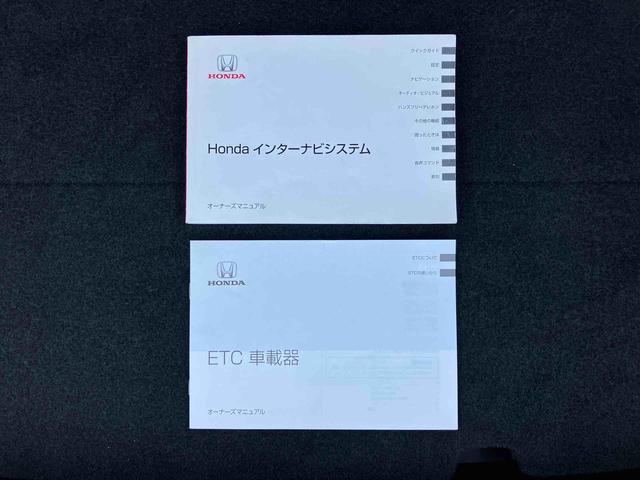 HONDA
Honda インターナビシステム
オーナーズマニュアル
クイックガイド
設定
ナビゲーション
オーディオ・ビジュアル
ハンズフリーテレホン
その他の機能
困ったときは
情報
音声コマンド
索引
HONDA
ETC 車載器
オーナーズマニュアル
ETCについて
ETCの使いかた